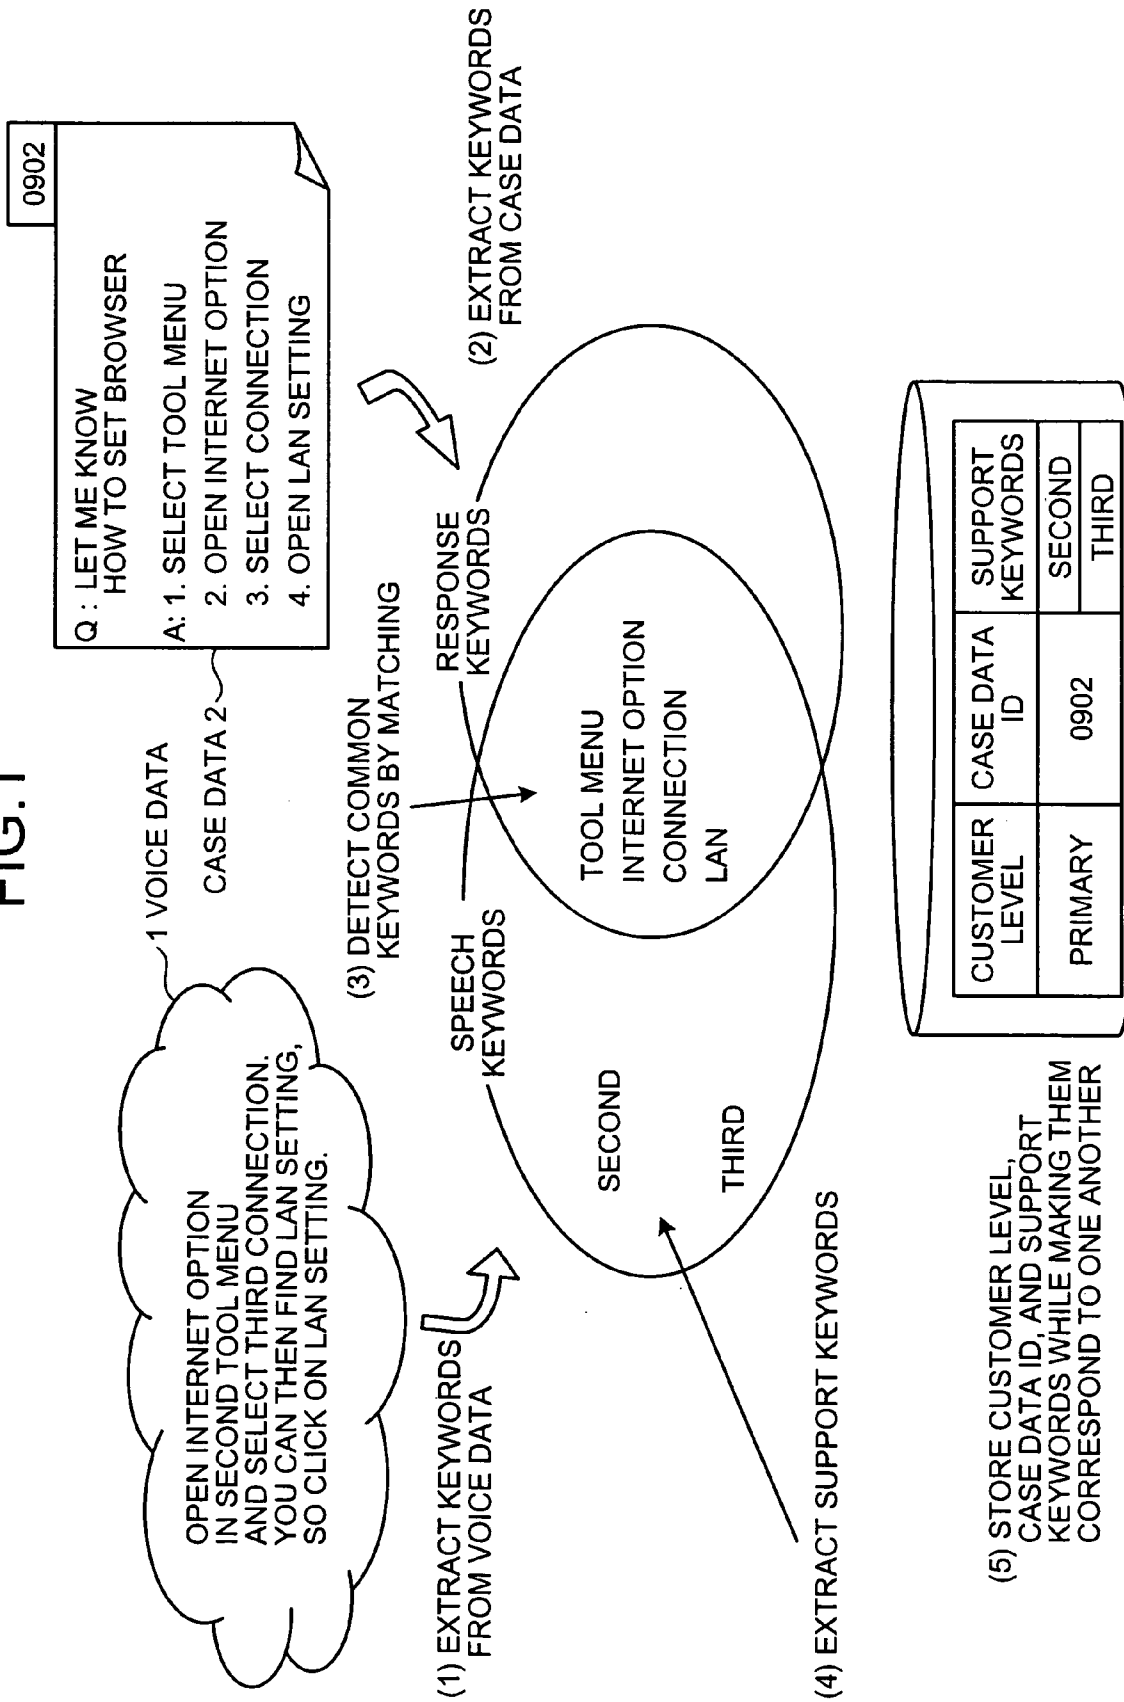 FIG.1
OPEN INTERNET OPTION
IN SECOND TOOL MENU
AND SELECT THIRD CONNECTION.
YOU CAN THEN FIND LAN SETTING,
SO CLICK ON LAN SETTING.
1 VOICE DATA
CASE DATA 2
0902
Q : LET ME KNOW
HOW TO SET BROWSER
A: 1. SELECT TOOL MENU
2. OPEN INTERNET OPTION
3. SELECT CONNECTION
4. OPEN LAN SETTING
(1) EXTRACT KEYWORDS
FROM VOICE DATA
(3) DETECT COMMON
KEYWORDS BY MATCHING
(2) EXTRACT KEYWORDS
FROM CASE DATA
SPEECH
KEYWORDS
RESPONSE
KEYWORDS
SECOND
THIRD
TOOL MENU
INTERNET OPTION
CONNECTION
LAN
(4) EXTRACT SUPPORT KEYWORDS
(5) STORE CUSTOMER LEVEL,
CASE DATA ID, AND SUPPORT
KEYWORDS WHILE MAKING THEM
CORRESPOND TO ONE ANOTHER
CUSTOMER LEVEL
CASE DATA ID
SUPPORT KEYWORDS
PRIMARY
0902
SECOND
THIRD